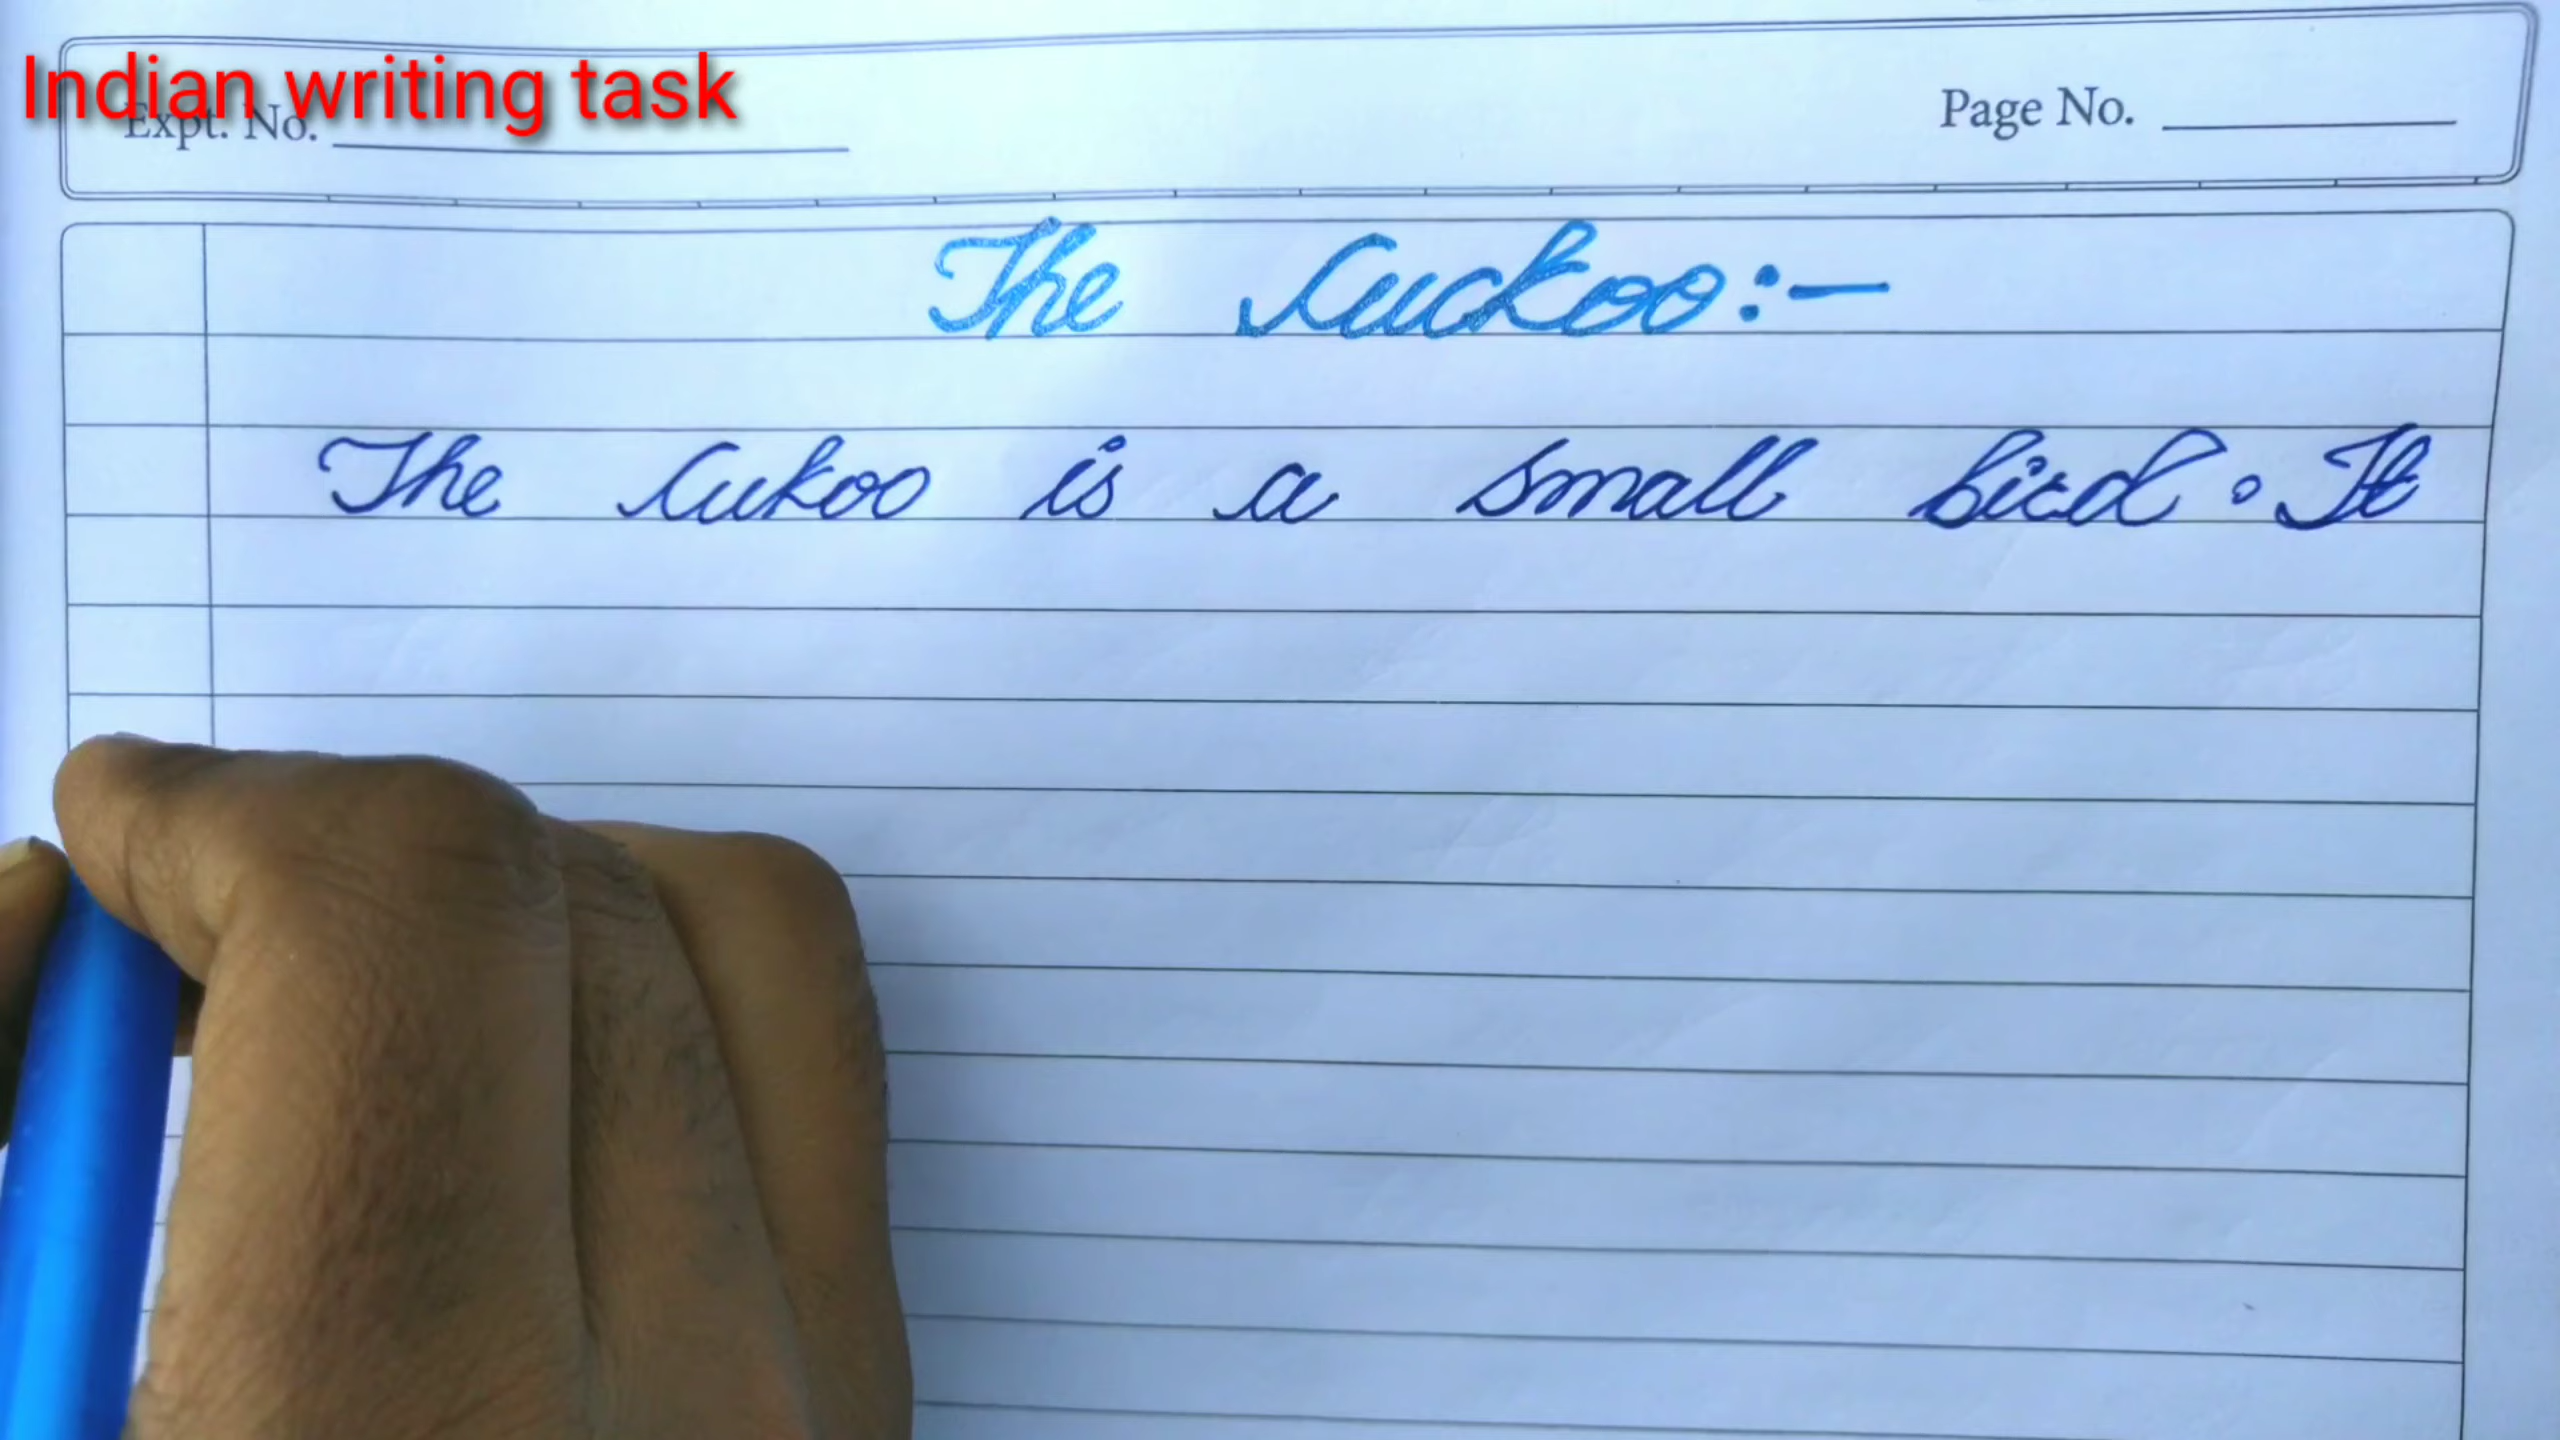 Indian writing task
Expt. No.
Page No.
The Cuckoo:-
The Cukoo is a small bird. It